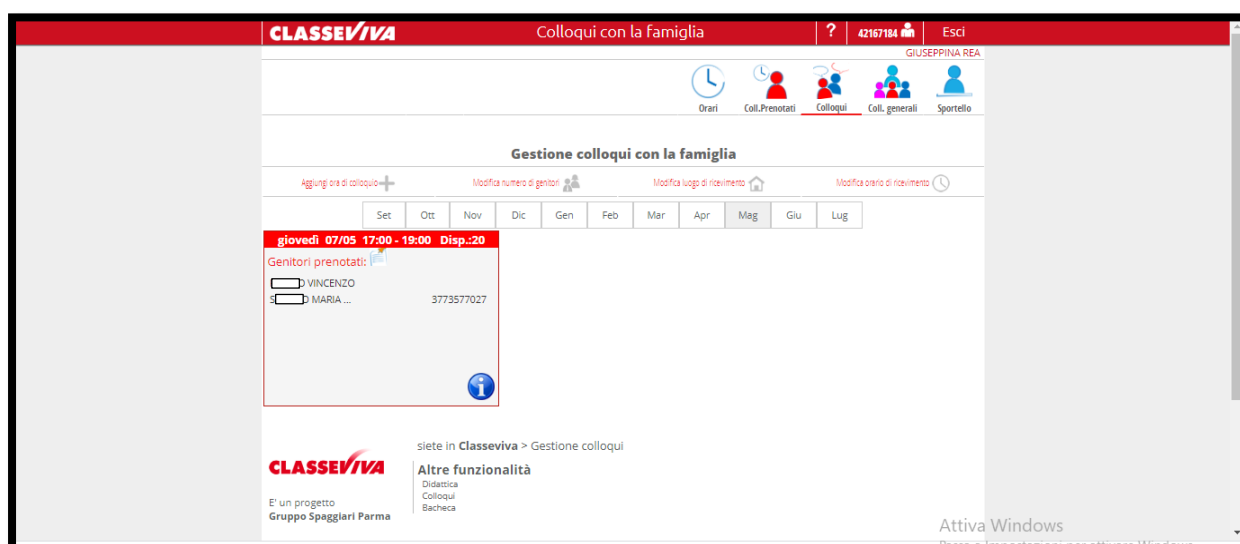 CLASSEVIVA Colloqui con la famiglia ? 42167184 Esci
GIUSEPPINA REA
Orari Coll.Prenotati Colloqui Coll. generali Sportello
Gestione colloqui con la famiglia
Aggiungi ora di colloquio Modifica numero di genitori Modifica luogo di ricevimento Modifica orario di ricevimento
Set Ott Nov Dic Gen Feb Mar Apr Mag Giu Lug
giovedì 07/05 17:00 - 19:00 Disp.:20
Genitori prenotati:
VINCENZO
MARIA ... 3773577027
siete in Classeviva > Gestione colloqui
CLASSEVIVA
Altre funzionalità
Didattica
Colloqui
Bacheca
E' un progetto
Gruppo Spaggiari Parma
Attiva Windows